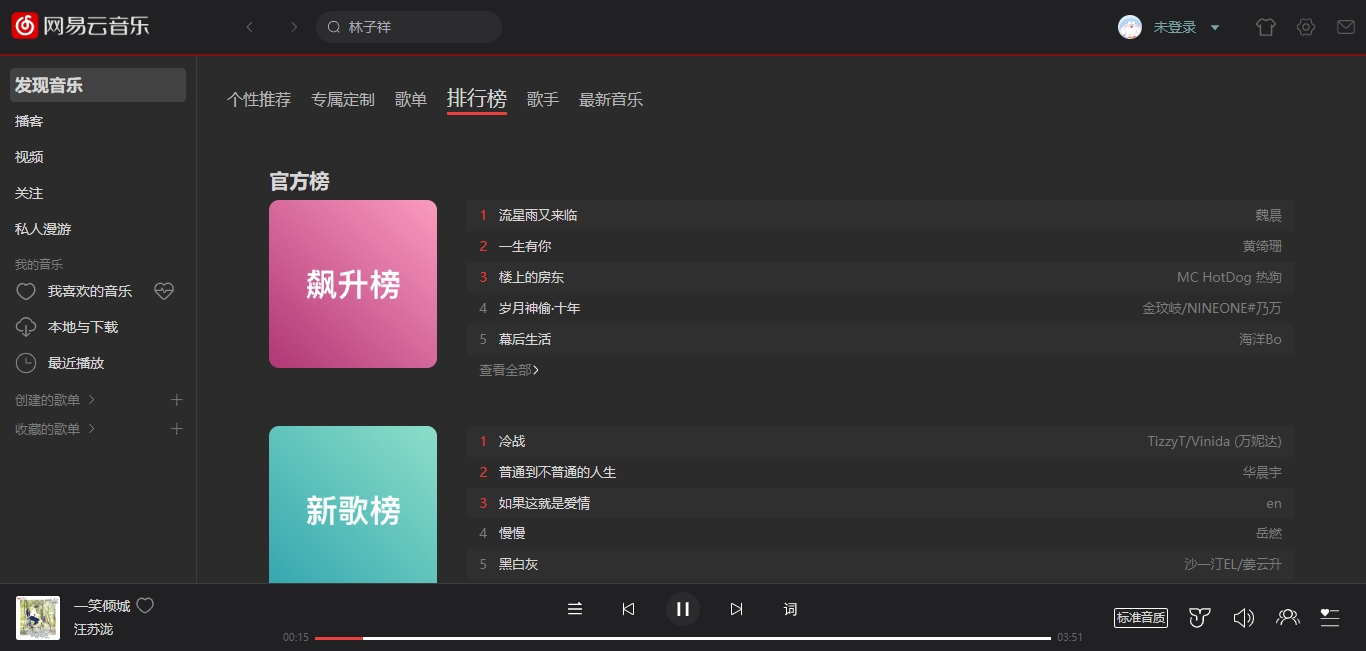 网易云音乐
林子祥
未登录
发现音乐
播客
视频
关注
私人漫游
我的音乐
我喜欢的音乐
本地与下载
最近播放
创建的歌单
收藏的歌单
个性推荐 专属定制 歌单 排行榜 歌手 最新音乐
官方榜
飙升榜
1 流星雨又来临 魏晨
2 一生有你 黄绮珊
3 楼上的房东 MC HotDog 热狗
4 岁月神偷·十年 金玟岐/NINEONE#乃万
5 幕后生活 海洋Bo
查看全部
新歌榜
1 冷战 TizzyT/Vinida (万妮达)
2 普通到不普通的人生 华晨宇
3 如果这就是爱情 en
4 慢慢 岳燃
5 黑白灰 沙一汀EL/姜云升
一笑倾城
汪苏泷
词
00:15
03:51
标准音质